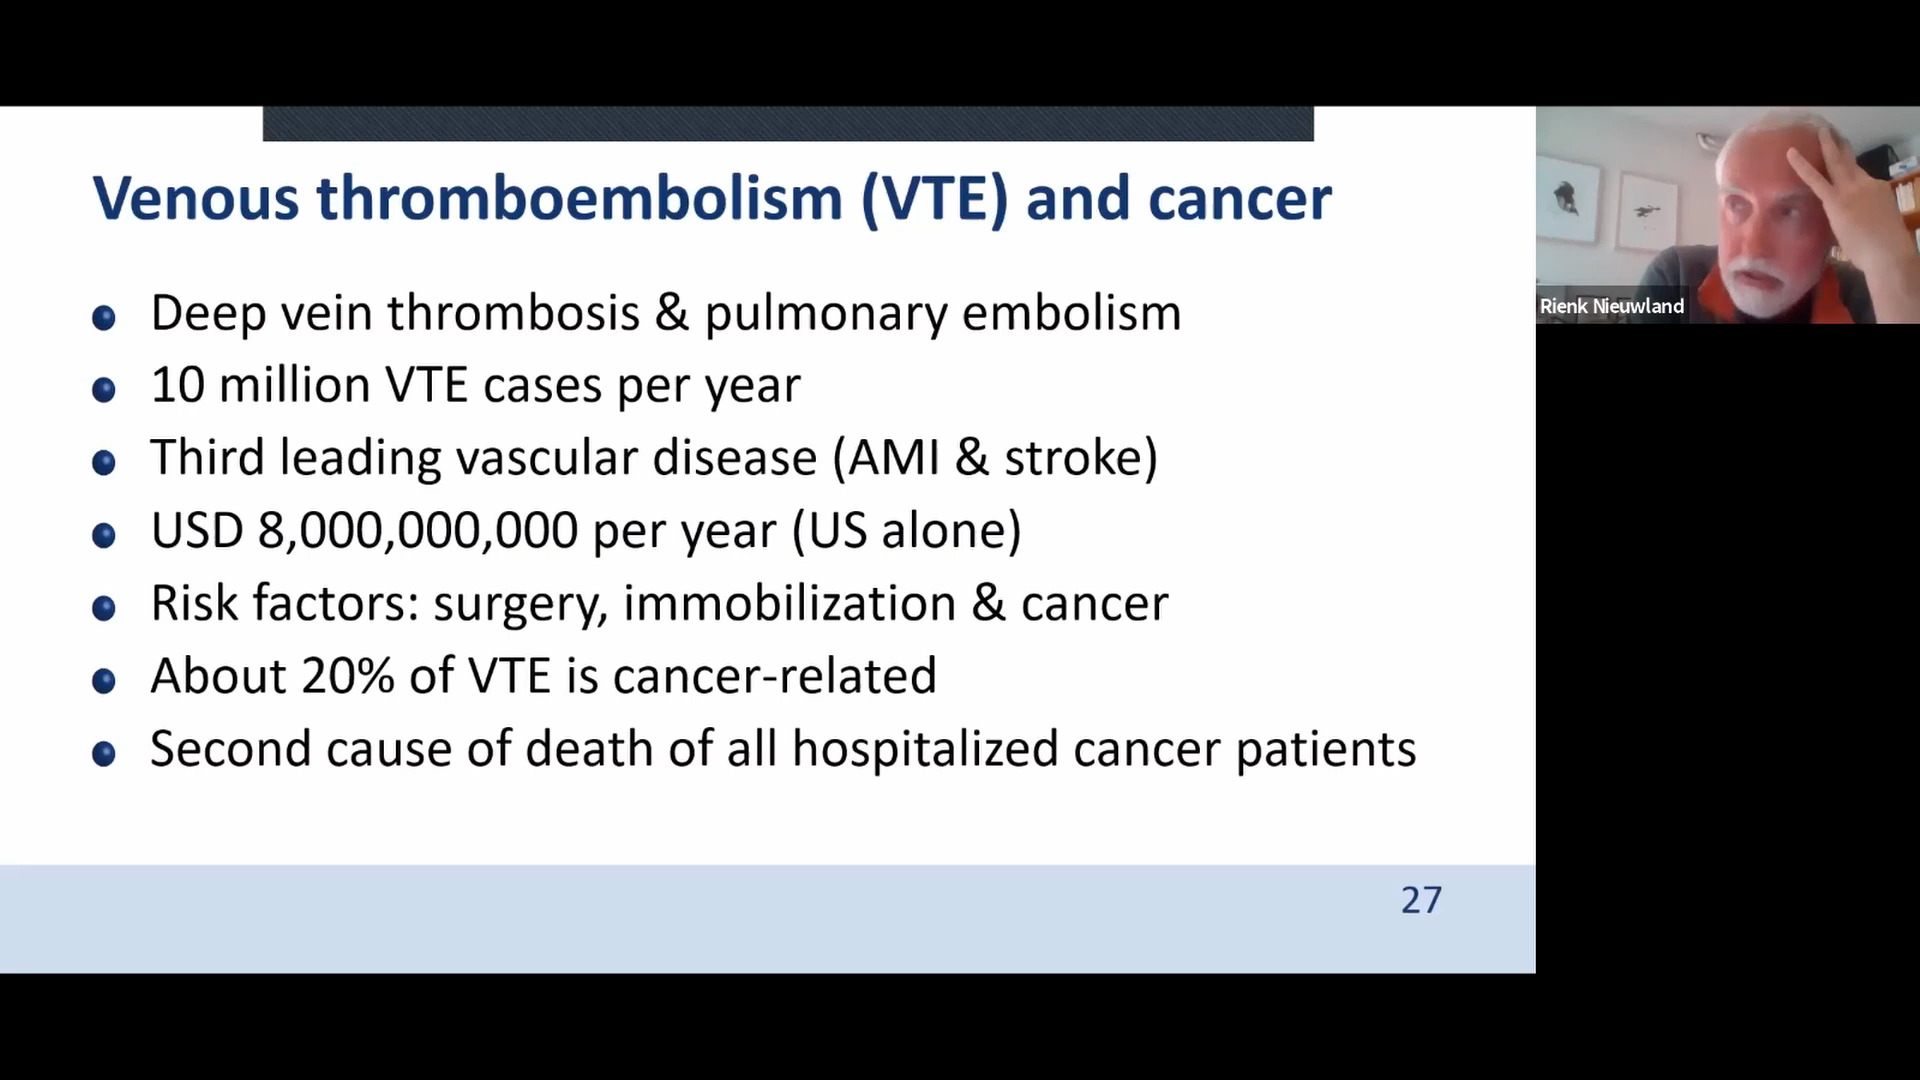 Venous thromboembolism (VTE) and cancer
Deep vein thrombosis & pulmonary embolism
10 million VTE cases per year
Third leading vascular disease (AMI & stroke)
USD 8,000,000,000 per year (US alone)
Risk factors: surgery, immobilization & cancer
About 20% of VTE is cancer-related
Second cause of death of all hospitalized cancer patients
27
Rienk Nieuwland